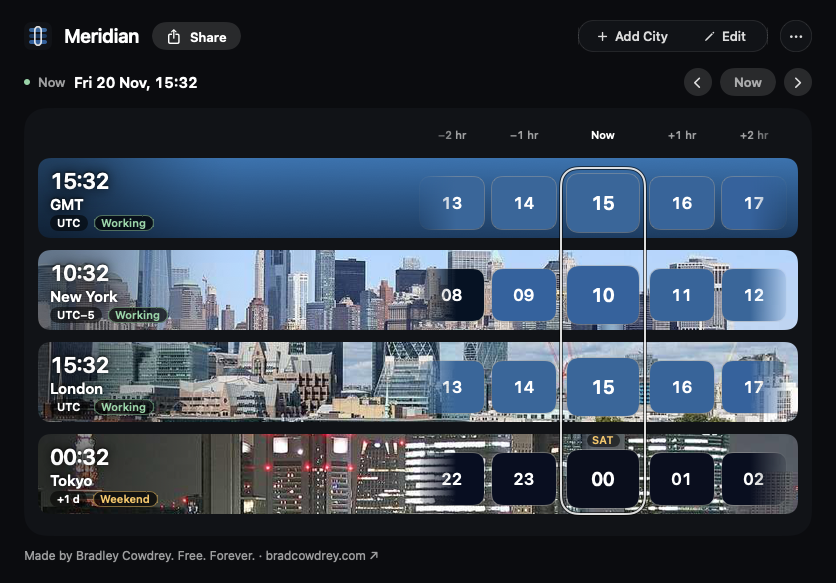 Meridian Share + Add City Edit ...
Now Fri 20 Nov, 15:32 Now
−2 hr −1 hr Now +1 hr +2 hr
15:32
GMT
UTC Working
13 14 15 16 17
10:32
New York
UTC−5 Working
08 09 10 11 12
15:32
London
UTC Working
13 14 15 16 17
00:32
Tokyo
+1 d Weekend
SAT
22 23 00 01 02
Made by Bradley Cowdrey. Free. Forever. · bradcowdrey.com ↗